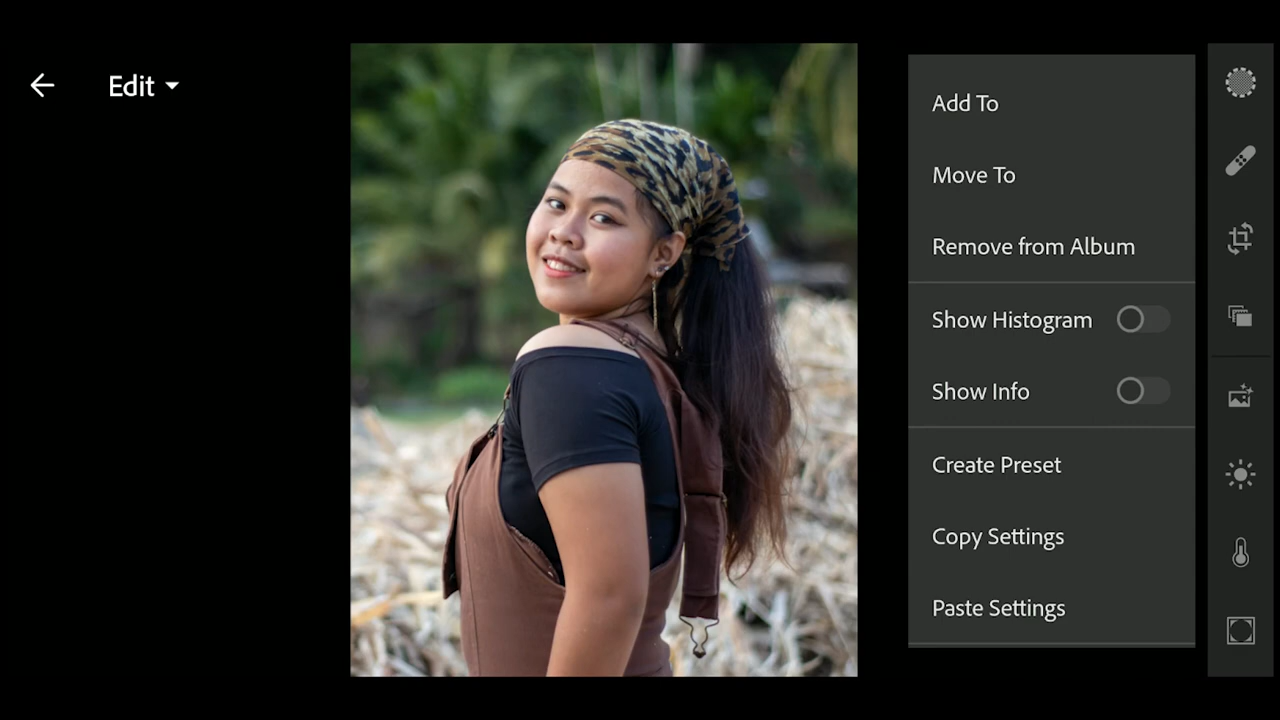 Edit
Add To
Move To
Remove from Album
Show Histogram
Show Info
Create Preset
Copy Settings
Paste Settings